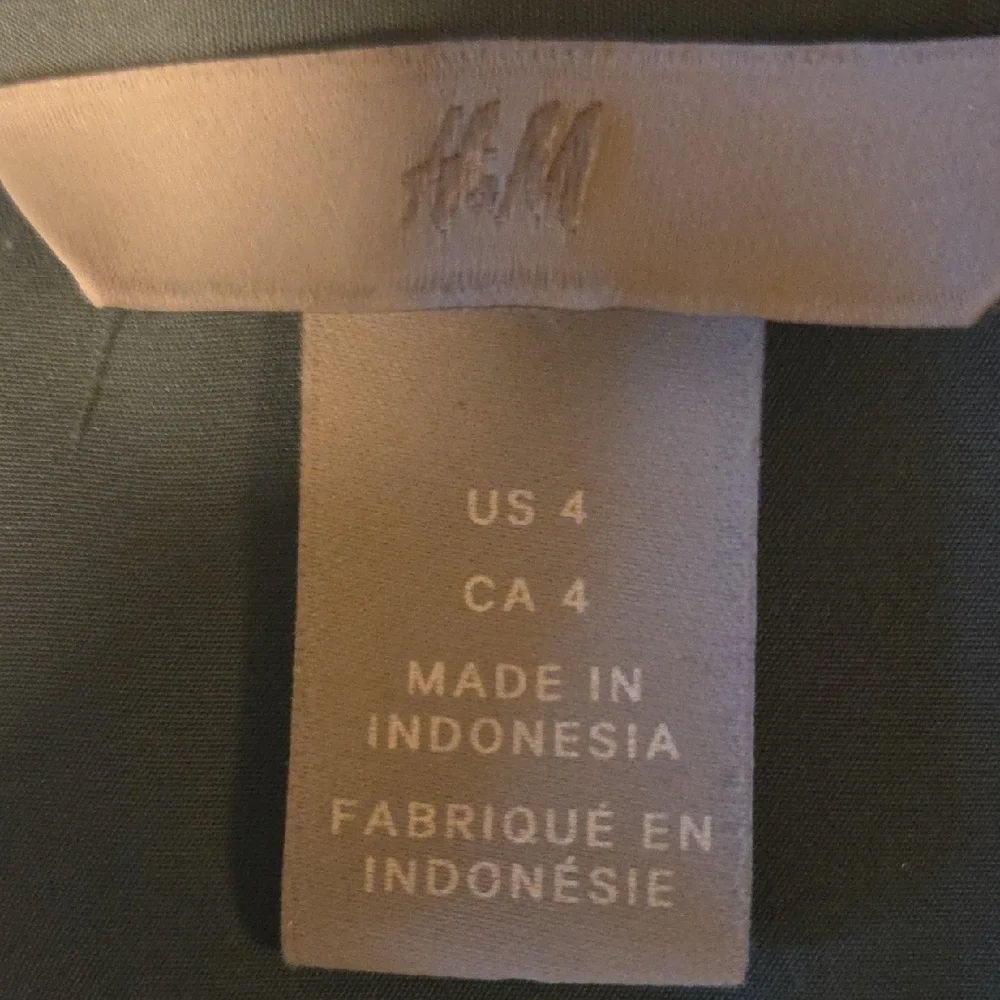 H&M
US 4
CA 4
MADE IN
INDONESIA
FABRIQUÉ EN
INDONÉSIE